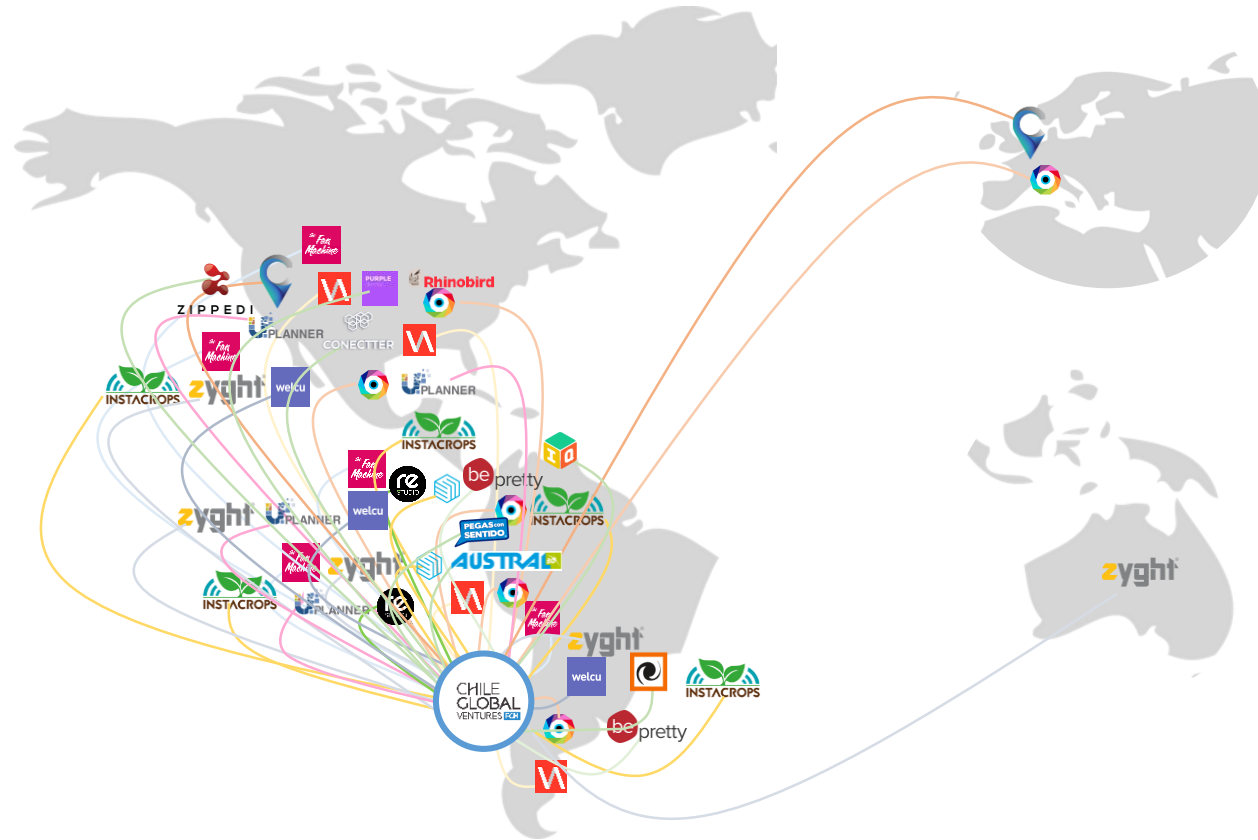 The
Fan
Machine
ZIPPEDI
PURPLE
Rhinobird
U PLANNER
CONECTTER
The
Fan
Machine
INSTACROPS
zyght
welcu
U PLANNER
INSTACROPS
The
Fan
Machine
re
STUDIO
be pretty
IQ
welcu
INSTACROPS
zyght
U PLANNER
PEGAS con
SENTIDO
The
Fan
Machine
zyght
AUSTRAL
INSTACROPS
U PLANNER
re
The
Fan
Machine
zyght
welcu
INSTACROPS
CHILE
GLOBAL
VENTURES FCH
be pretty
zyght